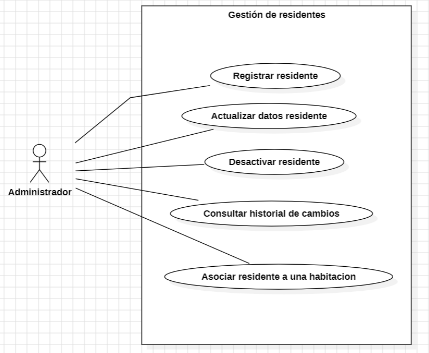 Gestión de residentes
Registrar residente
Actualizar datos residente
Desactivar residente
Administrador
Consultar historial de cambios
Asociar residente a una habitacion